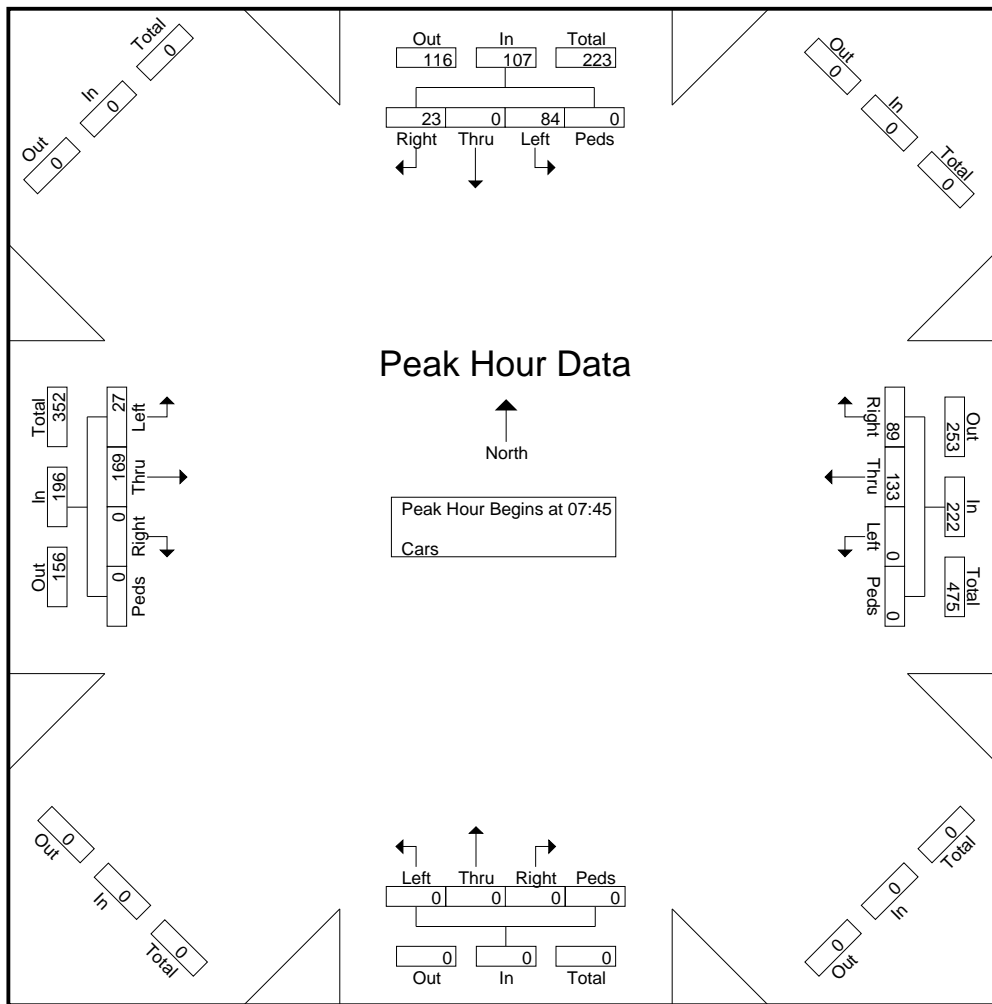 Out In Total
116 107 223
23 0 84 0
Right Thru Left Peds
Total
0
In
0
Out
0
Out
0
In
0
Total
0
Peak Hour Data
North
Peak Hour Begins at 07:45
Cars
Total In Out
352 196 156
27 169 0 0
Left Thru Right Peds
Out In Total
253 222 475
89 133 0 0
Right Thru Left Peds
Out
0
In
0
Total
0
Left Thru Right Peds
0 0 0 0
0 0 0
Out In Total
Total
0
In
0
Out
0